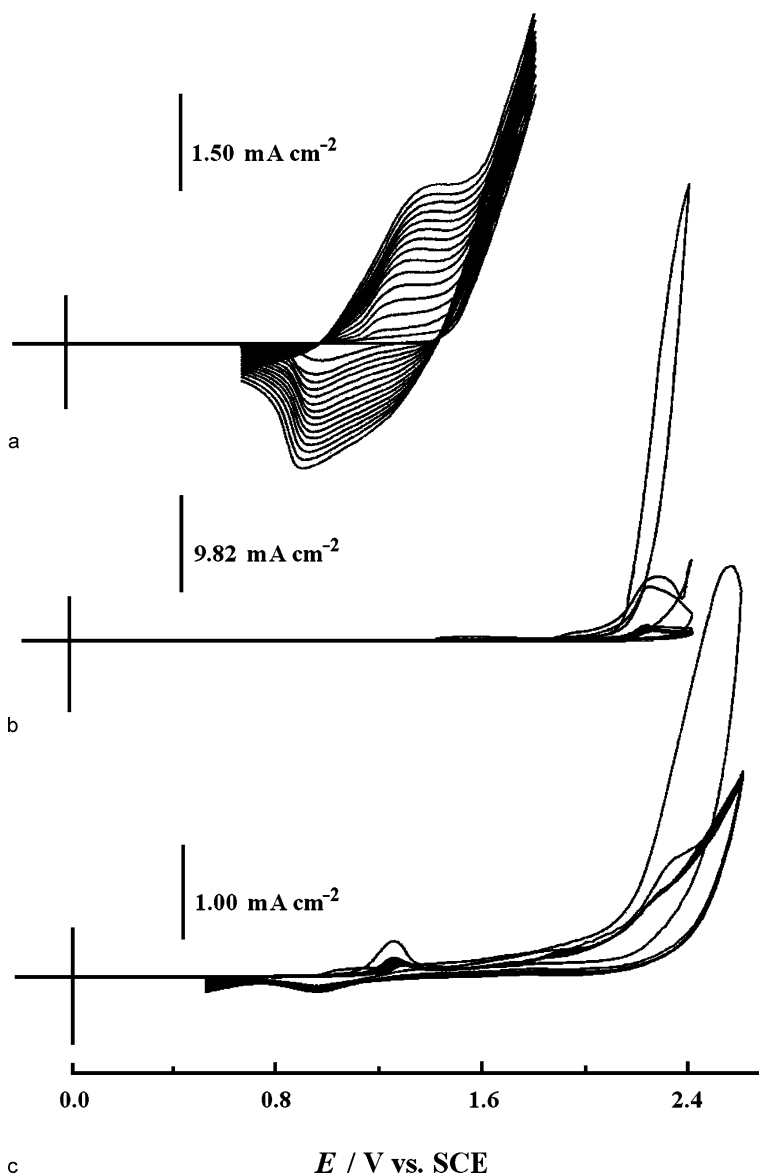 1.50 mA cm⁻²
a
9.82 mA cm⁻²
b
1.00 mA cm⁻²
0.0 0.8 1.6 2.4
c
E / V vs. SCE